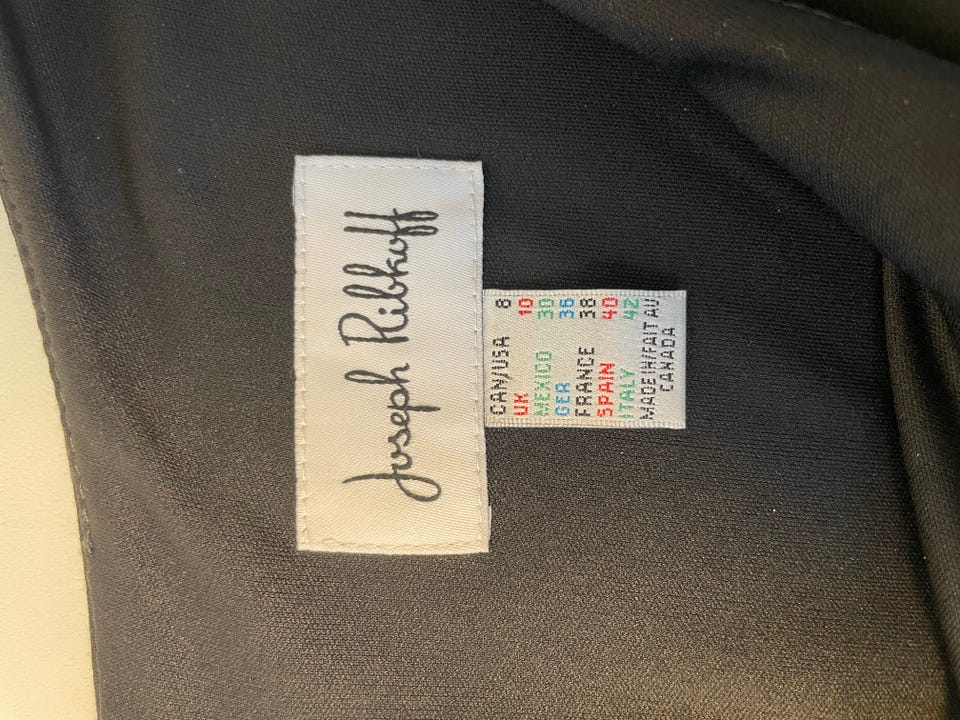 Joseph Ribkoff
CAN/USA 8
UK 10
MEXICO 30
GER 36
FRANCE 38
SPAIN 40
ITALY 42
MADE IN/FAIT AU
CANADA